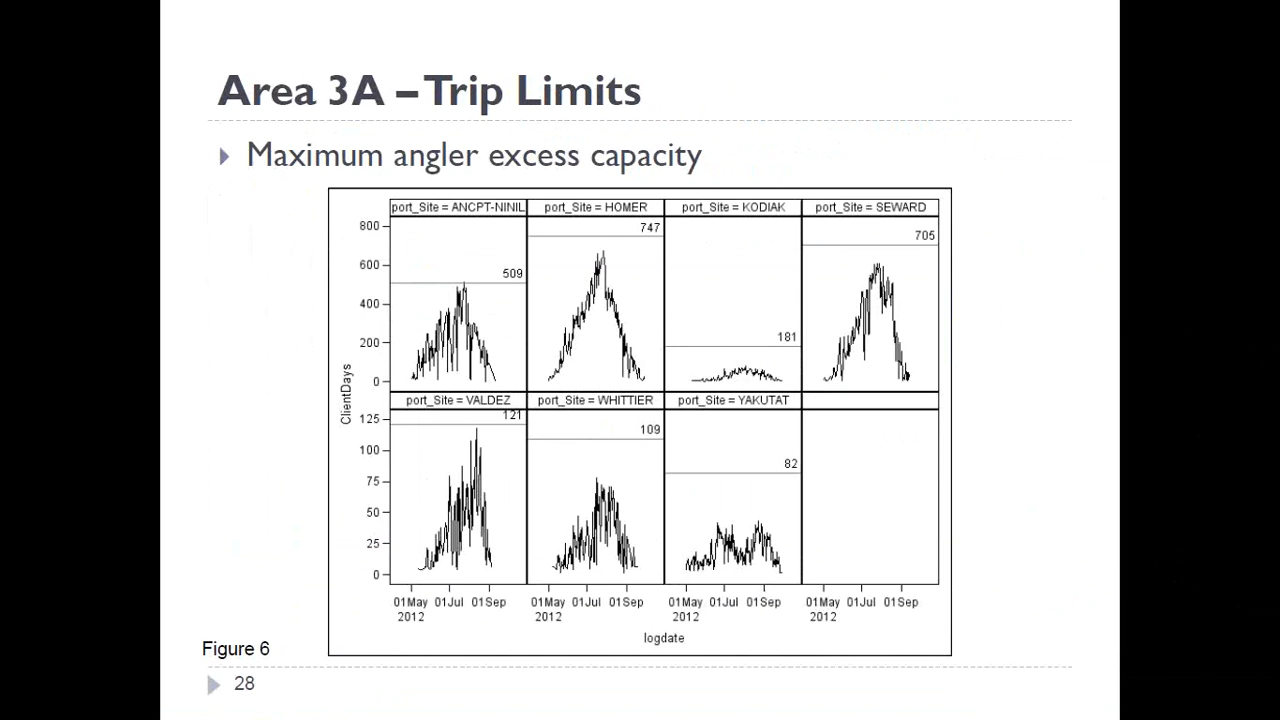 Area 3A – Trip Limits
Maximum angler excess capacity
port_Site = ANCPT-NINIL
port_Site = HOMER
port_Site = KODIAK
port_Site = SEWARD
800
600
400
200
0
509
747
181
705
ClientDays
port_Site = VALDEZ
port_Site = WHITTIER
port_Site = YAKUTAT
125
100
75
50
25
0
121
109
82
01May 01Jul 01Sep 01May 01Jul 01Sep 01May 01Jul 01Sep 01May 01Jul 01Sep
2012 2012 2012 2012
logdate
Figure 6
28